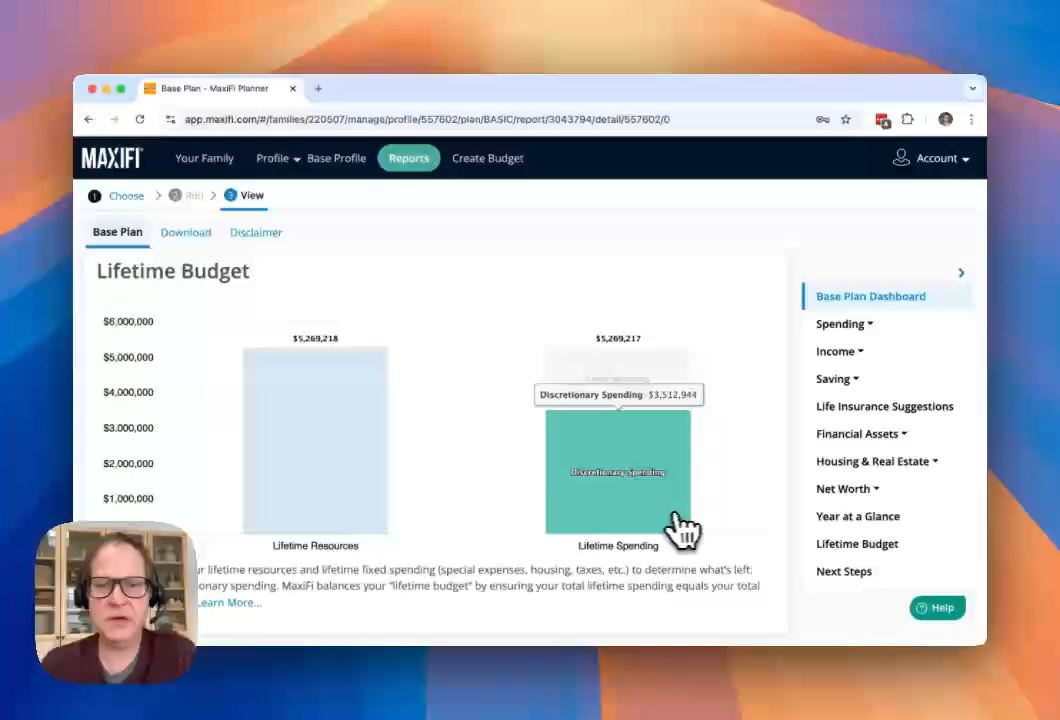 Base Plan - MaxiFi Planner
app.maxifi.com/#/families/220507/manage/profile/557602/plan/BASIC/report/3043794/detail/557602/0
MAXIFI
Your Family
Profile
Base Profile
Reports
Create Budget
Account
1 Choose
2
3 View
Base Plan
Download
Disclaimer
Lifetime Budget
$6,000,000
$5,000,000
$4,000,000
$3,000,000
$2,000,000
$1,000,000
$5,269,218
$5,269,217
Discretionary Spending $3,512,944
Discretionary Spending
Lifetime Resources
Lifetime Spending
ur lifetime resources and lifetime fixed spending (special expenses, housing, taxes, etc.) to determine what's left:
onary spending. MaxiFi balances your "lifetime budget" by ensuring your total lifetime spending equals your total
Learn More...
Base Plan Dashboard
Spending
Income
Saving
Life Insurance Suggestions
Financial Assets
Housing & Real Estate
Net Worth
Year at a Glance
Lifetime Budget
Next Steps
Help